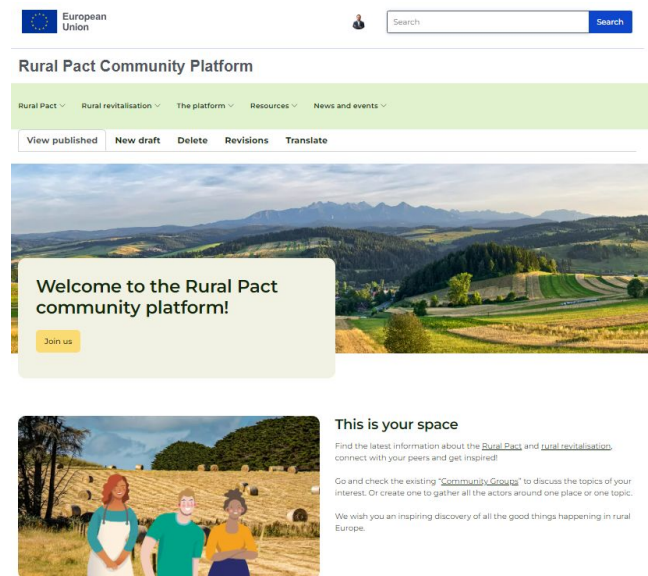 European
Union
Search
Search
Rural Pact Community Platform
Rural Pact
Rural revitalisation
The platform
Resources
News and events
View published
New draft
Delete
Revisions
Translate
Welcome to the Rural Pact
community platform!
Join us
This is your space
Find the latest information about the Rural Pact and rural revitalisation,
connect with your peers and get inspired!
Go and check the existing "Community Groups" to discuss the topics of your
interest. Or create one to gather all the actors around one place or one topic.
We wish you an inspiring discovery of all the good things happening in rural
Europe.